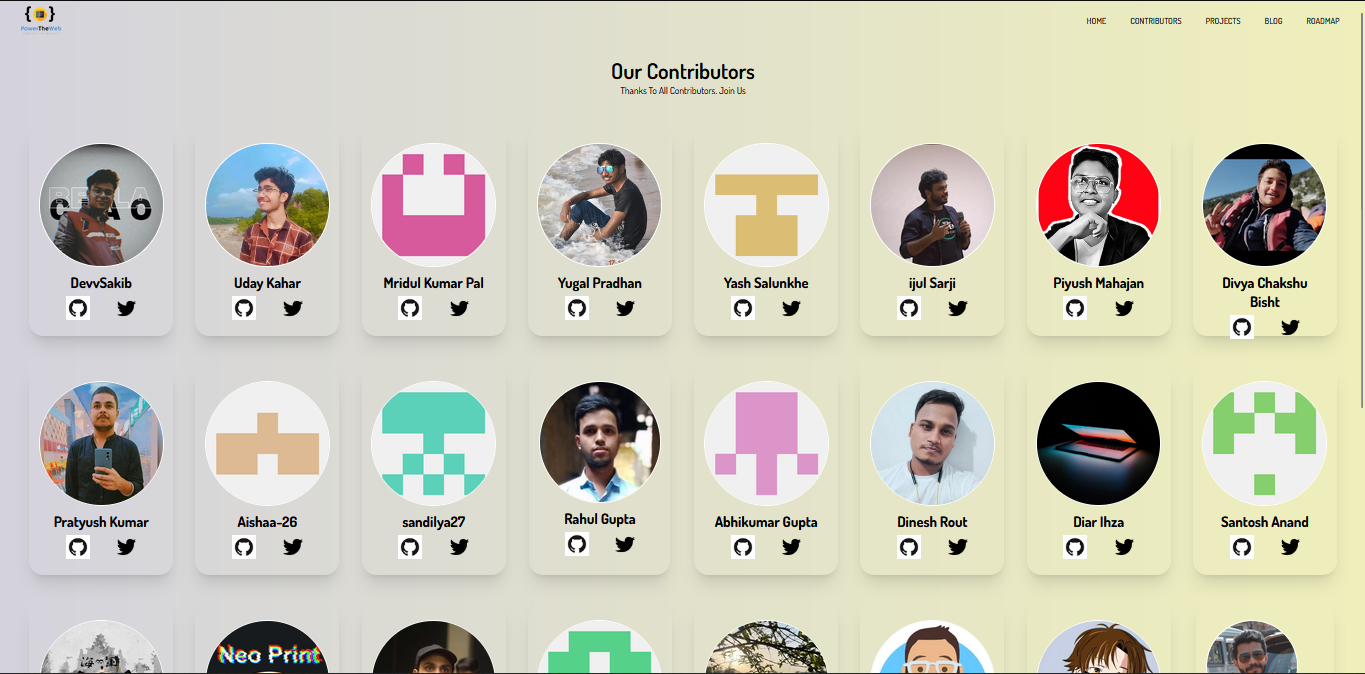 PowerTheWeb
HOME CONTRIBUTORS PROJECTS BLOG ROADMAP
Our Contributors
Thanks To All Contributors. Join Us
DevvSakib
Uday Kahar
Mridul Kumar Pal
Yugal Pradhan
Yash Salunkhe
ijul Sarji
Piyush Mahajan
Divya Chakshu
Bisht
Pratyush Kumar
Aishaa-26
sandilya27
Rahul Gupta
Abhikumar Gupta
Dinesh Rout
Diar Ihza
Santosh Anand
Neo Print